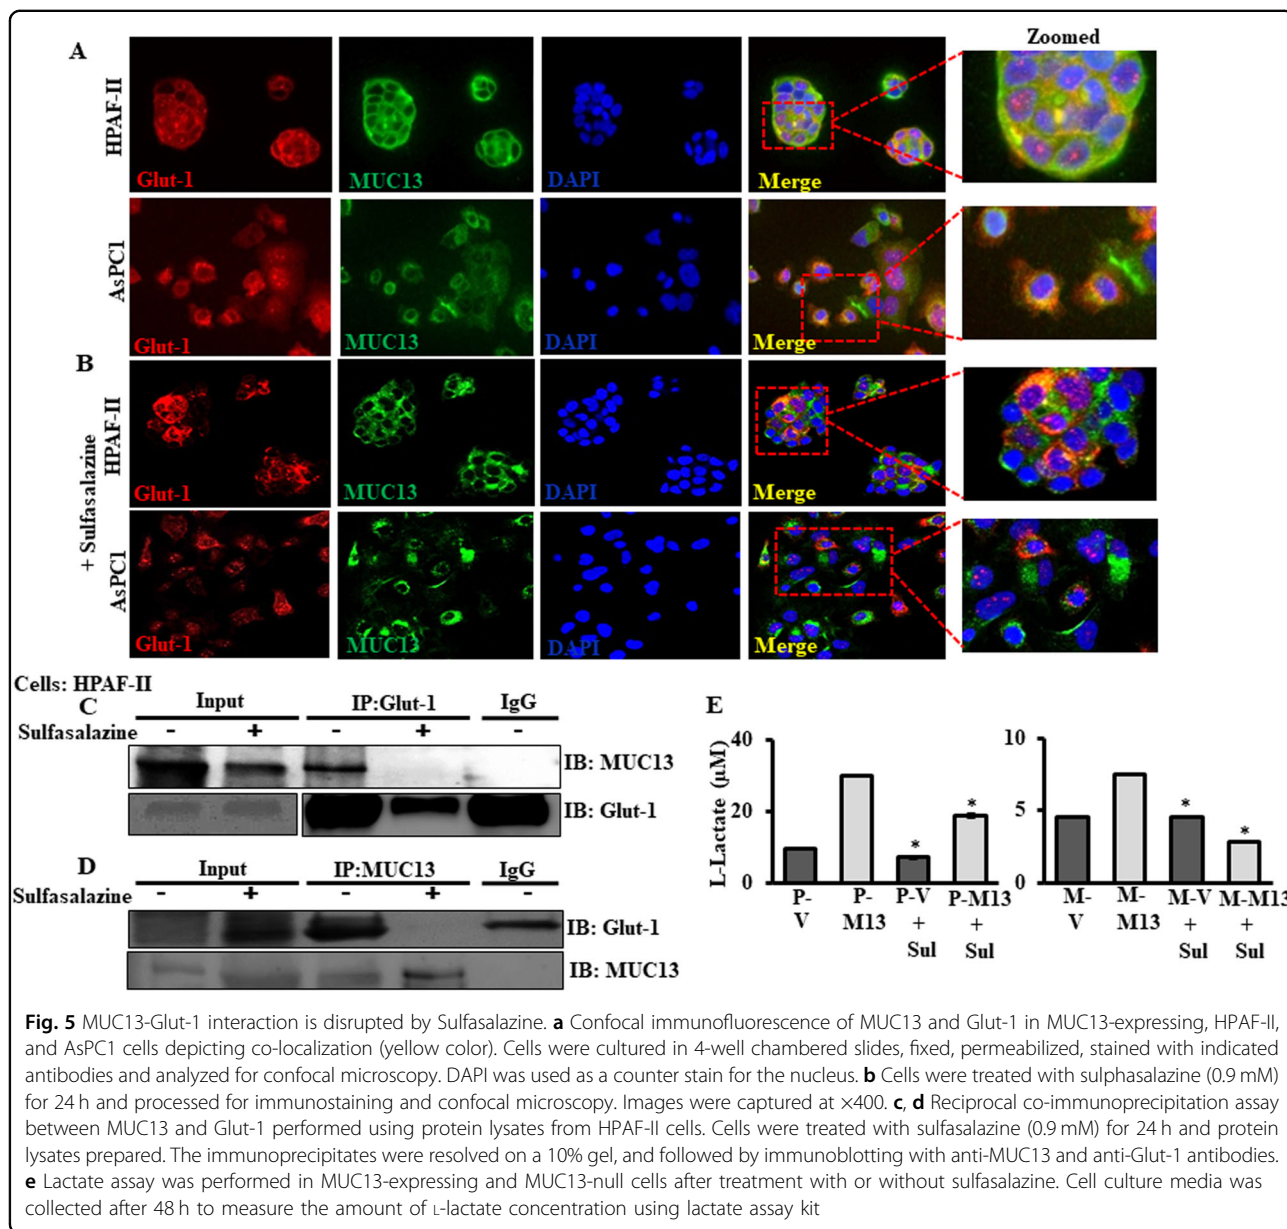 A
Zoomed
HPAF-II
Glut-1
MUC13
DAPI
Merge
AsPC1
Glut-1
MUC13
DAPI
Merge
B
+ Sulfasalazine
HPAF-II
Glut-1
MUC13
DAPI
Merge
AsPC1
Glut-1
MUC13
DAPI
Merge
Cells: HPAF-II
C
Input IP:Glut-1 IgG
Sulfasalazine - + - + -
IB: MUC13
IB: Glut-1
D
Input IP:MUC13 IgG
Sulfasalazine - + - + -
IB: Glut-1
IB: MUC13
E
L-Lactate (µM)
40
20
0
* *
P-V P-M13 P-V + Sul P-M13 + Sul
10
5
0
* *
M-V M-M13 M-V + Sul M-M13 + Sul
Fig. 5 MUC13-Glut-1 interaction is disrupted by Sulfasalazine. a Confocal immunofluorescence of MUC13 and Glut-1 in MUC13-expressing, HPAF-II,
and AsPC1 cells depicting co-localization (yellow color). Cells were cultured in 4-well chambered slides, fixed, permeabilized, stained with indicated
antibodies and analyzed for confocal microscopy. DAPI was used as a counter stain for the nucleus. b Cells were treated with sulphasalazine (0.9 mM)
for 24 h and processed for immunostaining and confocal microscopy. Images were captured at ×400. c, d Reciprocal co-immunoprecipitation assay
between MUC13 and Glut-1 performed using protein lysates from HPAF-II cells. Cells were treated with sulfasalazine (0.9 mM) for 24 h and protein
lysates prepared. The immunoprecipitates were resolved on a 10% gel, and followed by immunoblotting with anti-MUC13 and anti-Glut-1 antibodies.
e Lactate assay was performed in MUC13-expressing and MUC13-null cells after treatment with or without sulfasalazine. Cell culture media was
collected after 48 h to measure the amount of L-lactate concentration using lactate assay kit